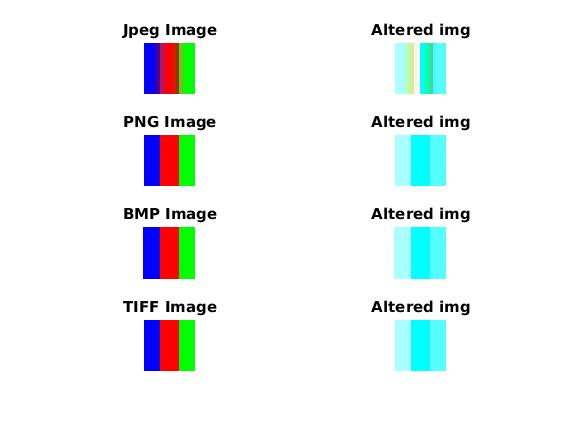 Jpeg Image
Altered img
PNG Image
Altered img
BMP Image
Altered img
TIFF Image
Altered img